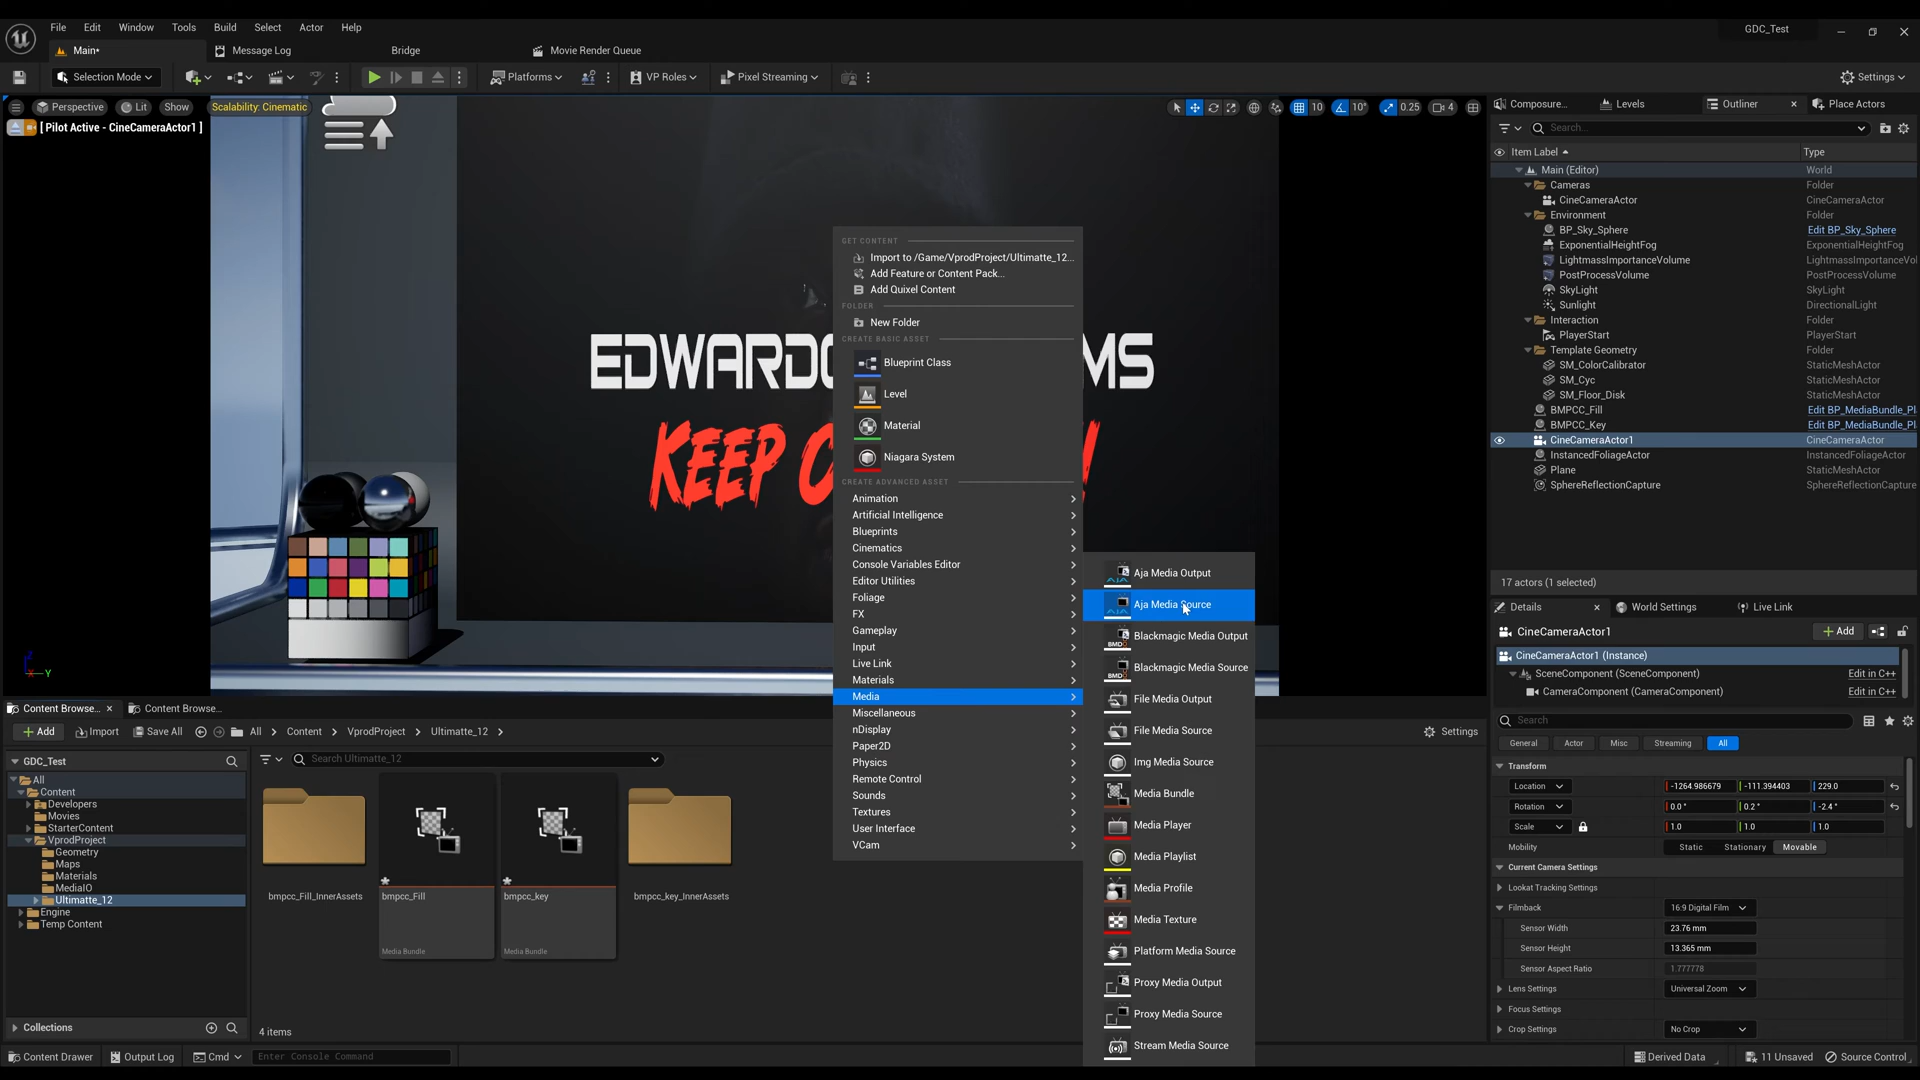 File Edit Window Tools Build Select Actor Help
GDC_Test
Main* Message Log Bridge Movie Render Queue
Selection Mode Platforms VP Roles Pixel Streaming Settings
Perspective Lit Show Scalability: Cinematic 10 10° 0.25 4
[ Pilot Active - CineCameraActor1 ]
KEEP
GET CONTENT
Import to /Game/VprodProject/Ultimatte_12...
Add Feature or Content Pack...
Add Quixel Content
FOLDER
New Folder
CREATE BASIC ASSET
Blueprint Class
Level
Material
Niagara System
CREATE ADVANCED ASSET
Animation
Artificial Intelligence
Blueprints
Cinematics
Console Variables Editor
Editor Utilities
Foliage
FX
Gameplay
Input
Live Link
Materials
Media
Miscellaneous
nDisplay
Paper2D
Physics
Remote Control
Sounds
Textures
User Interface
VCam
Aja Media Output
Aja Media Source
Blackmagic Media Output
Blackmagic Media Source
File Media Output
File Media Source
Img Media Source
Media Bundle
Media Player
Media Playlist
Media Profile
Media Texture
Platform Media Source
Proxy Media Output
Proxy Media Source
Stream Media Source
Composure... Levels Outliner Place Actors
Search...
Item Label Type
Main (Editor) World
Cameras Folder
CineCameraActor CineCameraActor
Environment Folder
BP_Sky_Sphere Edit BP_Sky_Sphere
ExponentialHeightFog ExponentialHeightFog
LightmassImportanceVolume LightmassImportanceVol
PostProcessVolume PostProcessVolume
SkyLight SkyLight
Sunlight DirectionalLight
Interaction Folder
PlayerStart PlayerStart
Template Geometry Folder
SM_ColorCalibrator StaticMeshActor
SM_Cyc StaticMeshActor
SM_Floor_Disk StaticMeshActor
BMPCC_Fill Edit BP_MediaBundle_Pl
BMPCC_Key Edit BP_MediaBundle_Pl
CineCameraActor1 CineCameraActor
InstancedFoliageActor InstancedFoliageActor
Plane StaticMeshActor
SphereReflectionCapture SphereReflectionCapture
17 actors (1 selected)
Details World Settings Live Link
CineCameraActor1 Add
CineCameraActor1 (Instance)
SceneComponent (SceneComponent) Edit in C++
CameraComponent (CameraComponent) Edit in C++
Search
General Actor Misc Streaming All
Transform
Location -1264.986679 -111.394403 229.0
Rotation 0.0 ° 0.2 ° -2.4 °
Scale 1.0 1.0 1.0
Mobility Static Stationary Movable
Current Camera Settings
Lookat Tracking Settings
Filmback 16:9 Digital Film
Sensor Width 23.76 mm
Sensor Height 13.365 mm
Sensor Aspect Ratio 1.777778
Lens Settings Universal Zoom
Focus Settings
Crop Settings No Crop
Content Browse... Content Browse...
Add Import Save All All Content VprodProject Ultimatte_12 Settings
GDC_Test
Search Ultimatte_12
All
Content
Developers
Movies
StarterContent
VprodProject
Geometry
Maps
Materials
MediaIO
Ultimatte_12
Engine
Temp Content
Collections
bmpcc_Fill_InnerAssets
bmpcc_Fill
Media Bundle
bmpcc_key
Media Bundle
bmpcc_key_InnerAssets
4 items
Content Drawer Output Log Cmd Enter Console Command Derived Data 11 Unsaved Source Control
Z
X Y